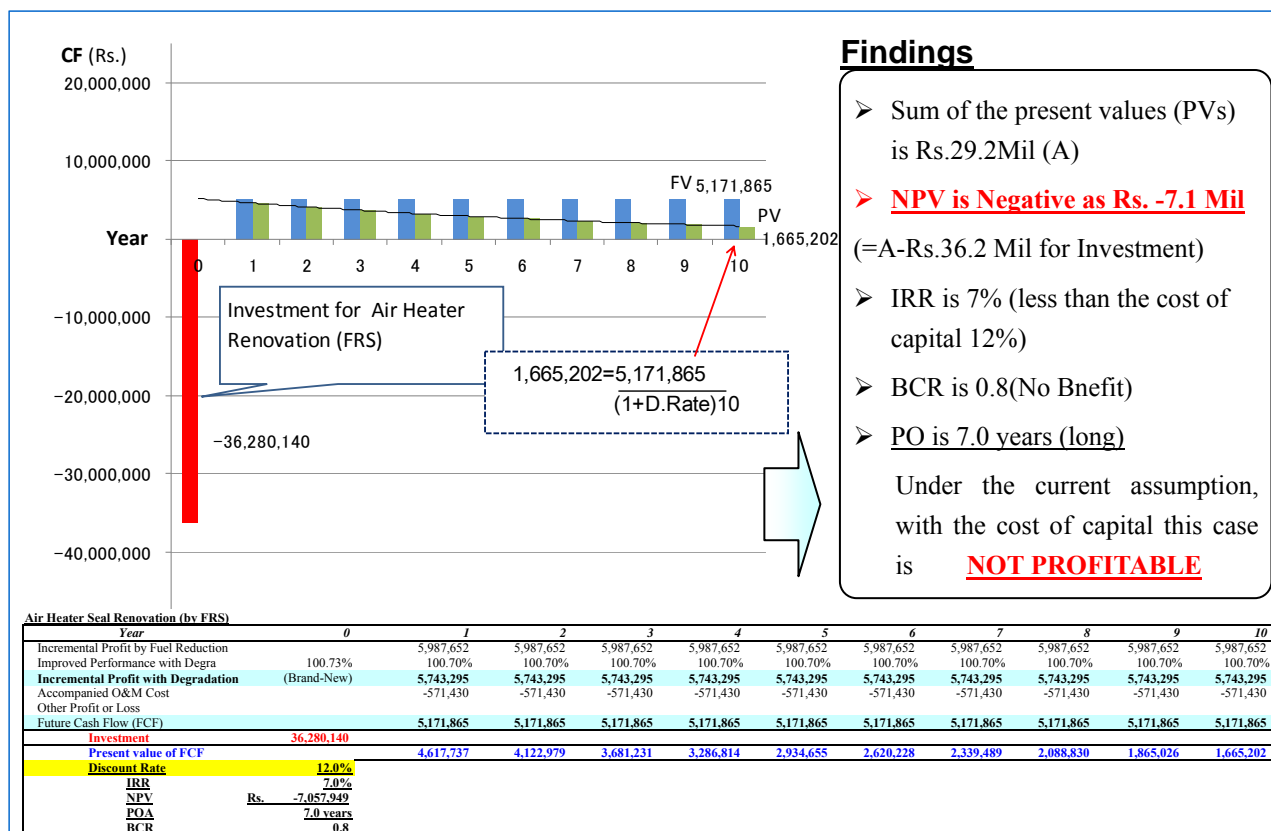 CF (Rs.)
20,000,000
10,000,000
FV 5,171,865
PV
Year
1,665,202
0 1 2 3 4 5 6 7 8 9 10
−10,000,000
Investment for Air Heater
Renovation (FRS)
1,665,202=5,171,865
(1+D.Rate)10
−20,000,000
−36,280,140
−30,000,000
−40,000,000
Findings
➢ Sum of the present values (PVs)
is Rs.29.2Mil (A)
➢ NPV is Negative as Rs. -7.1 Mil
(=A-Rs.36.2 Mil for Investment)
➢ IRR is 7% (less than the cost of
capital 12%)
➢ BCR is 0.8(No Bnefit)
➢ PO is 7.0 years (long)
Under the current assumption,
with the cost of capital this case
is NOT PROFITABLE
Air Heater Seal Renovation (by FRS)
Year 0 1 2 3 4 5 6 7 8 9 10
Incremental Profit by Fuel Reduction 5,987,652 5,987,652 5,987,652 5,987,652 5,987,652 5,987,652 5,987,652 5,987,652 5,987,652 5,987,652
Improved Performance with Degra 100.73% 100.70% 100.70% 100.70% 100.70% 100.70% 100.70% 100.70% 100.70% 100.70% 100.70%
Incremental Profit with Degradation (Brand-New) 5,743,295 5,743,295 5,743,295 5,743,295 5,743,295 5,743,295 5,743,295 5,743,295 5,743,295 5,743,295
Accompanied O&M Cost -571,430 -571,430 -571,430 -571,430 -571,430 -571,430 -571,430 -571,430 -571,430 -571,430
Other Profit or Loss
Future Cash Flow (FCF) 5,171,865 5,171,865 5,171,865 5,171,865 5,171,865 5,171,865 5,171,865 5,171,865 5,171,865 5,171,865
Investment 36,280,140
Present value of FCF 4,617,737 4,122,979 3,681,231 3,286,814 2,934,655 2,620,228 2,339,489 2,088,830 1,865,026 1,665,202
Discount Rate 12.0%
IRR 7.0%
NPV Rs. -7,057,949
POA 7.0 years
BCR 0.8